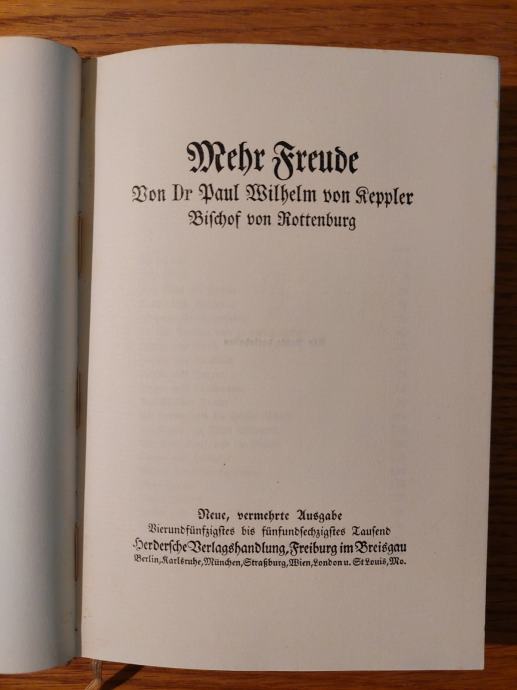 Mehr Freude
Von Dr Paul Wilhelm von Keppler
Bischof von Rottenburg
Neue, vermehrte Ausgabe
Vierundfünfzigstes bis fünfundsechzigstes Tausend
Herdersche Verlagshandlung, Freiburg im Breisgau
Berlin, Karlsruhe, München, Straßburg, Wien, London u. St Louis, Mo.